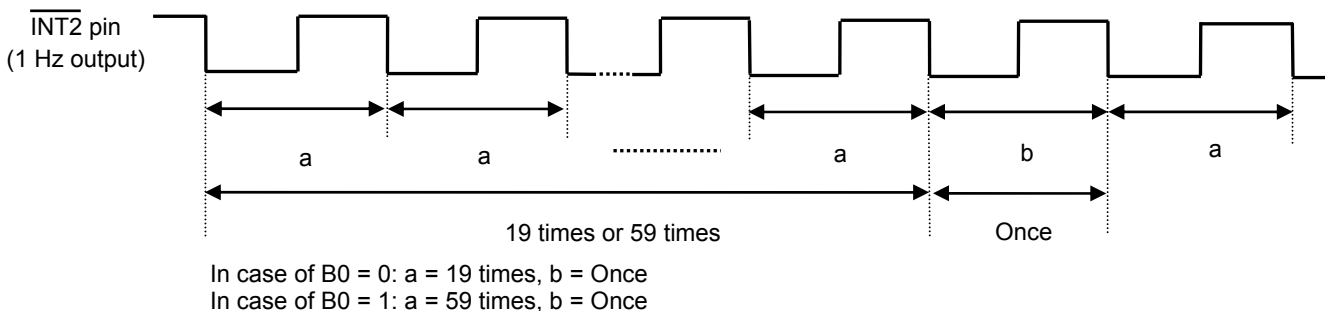 INT2 pin
(1 Hz output)
a a a b a
19 times or 59 times Once
In case of B0 = 0: a = 19 times, b = Once
In case of B0 = 1: a = 59 times, b = Once